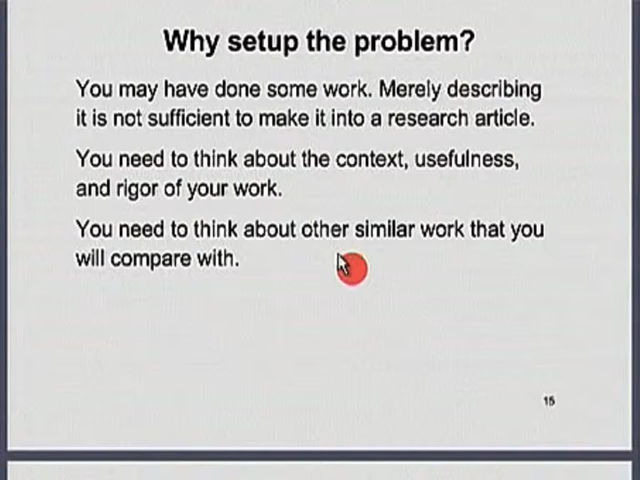 Why setup the problem?
You may have done some work. Merely describing
it is not sufficient to make it into a research article.
You need to think about the context, usefulness,
and rigor of your work.
You need to think about other similar work that you
will compare with.
15